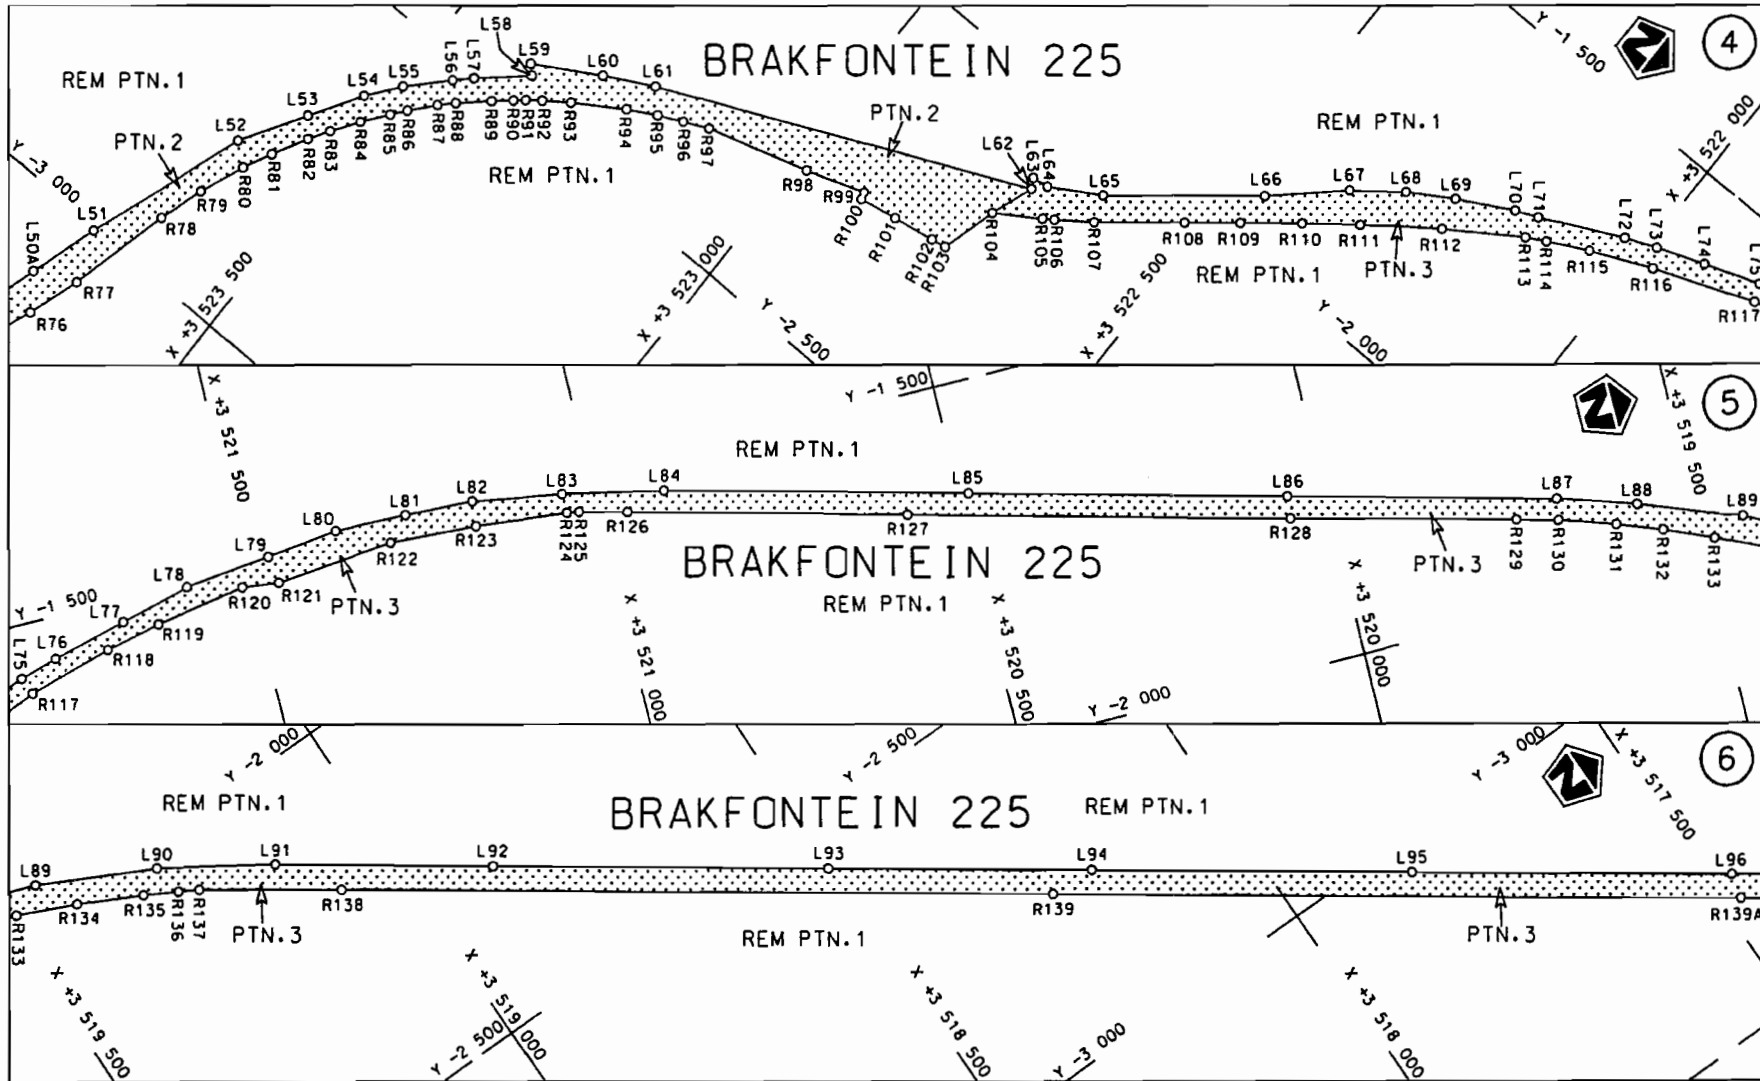 BRAKFONTEIN 225
4
REM PTN.1
PTN.2
REM PTN.1
PTN.2
REM PTN.1
REM PTN.1
PTN.3
L50A
L51
L52
L53
L54
L55
L56
L57
L58
L59
L60
L61
L62
L63
L64
L65
L66
L67
L68
L69
L70
L71
L72
L73
L74
L75
R76
R77
R78
R79
R80
R81
R82
R83
R84
R85
R86
R87
R88
R89
R90
R91
R92
R93
R94
R95
R96
R97
R98
R99
R100
R101
R102
R103
R104
R105
R106
R107
R108
R109
R110
R111
R112
R113
R114
R115
R116
R117
Y -3 000
X +3 523 500
X +3 523 000
Y -2 500
X +3 522 500
Y -2 000
Y -1 500
X +3 522 000
5
X +3 521 500
Y -1 500
X +3 519 500
REM PTN.1
L75
L76
L77
L78
L79
L80
L81
L82
L83
L84
L85
L86
L87
L88
L89
R117
R118
R119
R120
R121
R122
R123
R124
R125
R126
R127
R128
R129
R130
R131
R132
R133
PTN.3
BRAKFONTEIN 225
REM PTN.1
PTN.3
Y -1 500
X +3 521 000
X +3 520 500
Y -2 000
X +3 520 000
6
Y -2 000
Y -2 500
Y -3 000
X +3 517 500
REM PTN.1
BRAKFONTEIN 225
REM PTN.1
L89
L90
L91
L92
L93
L94
L95
L96
R133
R134
R135
R136
R137
R138
R139
R139A
PTN.3
REM PTN.1
PTN.3
X +3 519 500
X +3 519 000
Y -2 500
X +3 518 500
Y -3 000
X +3 518 000